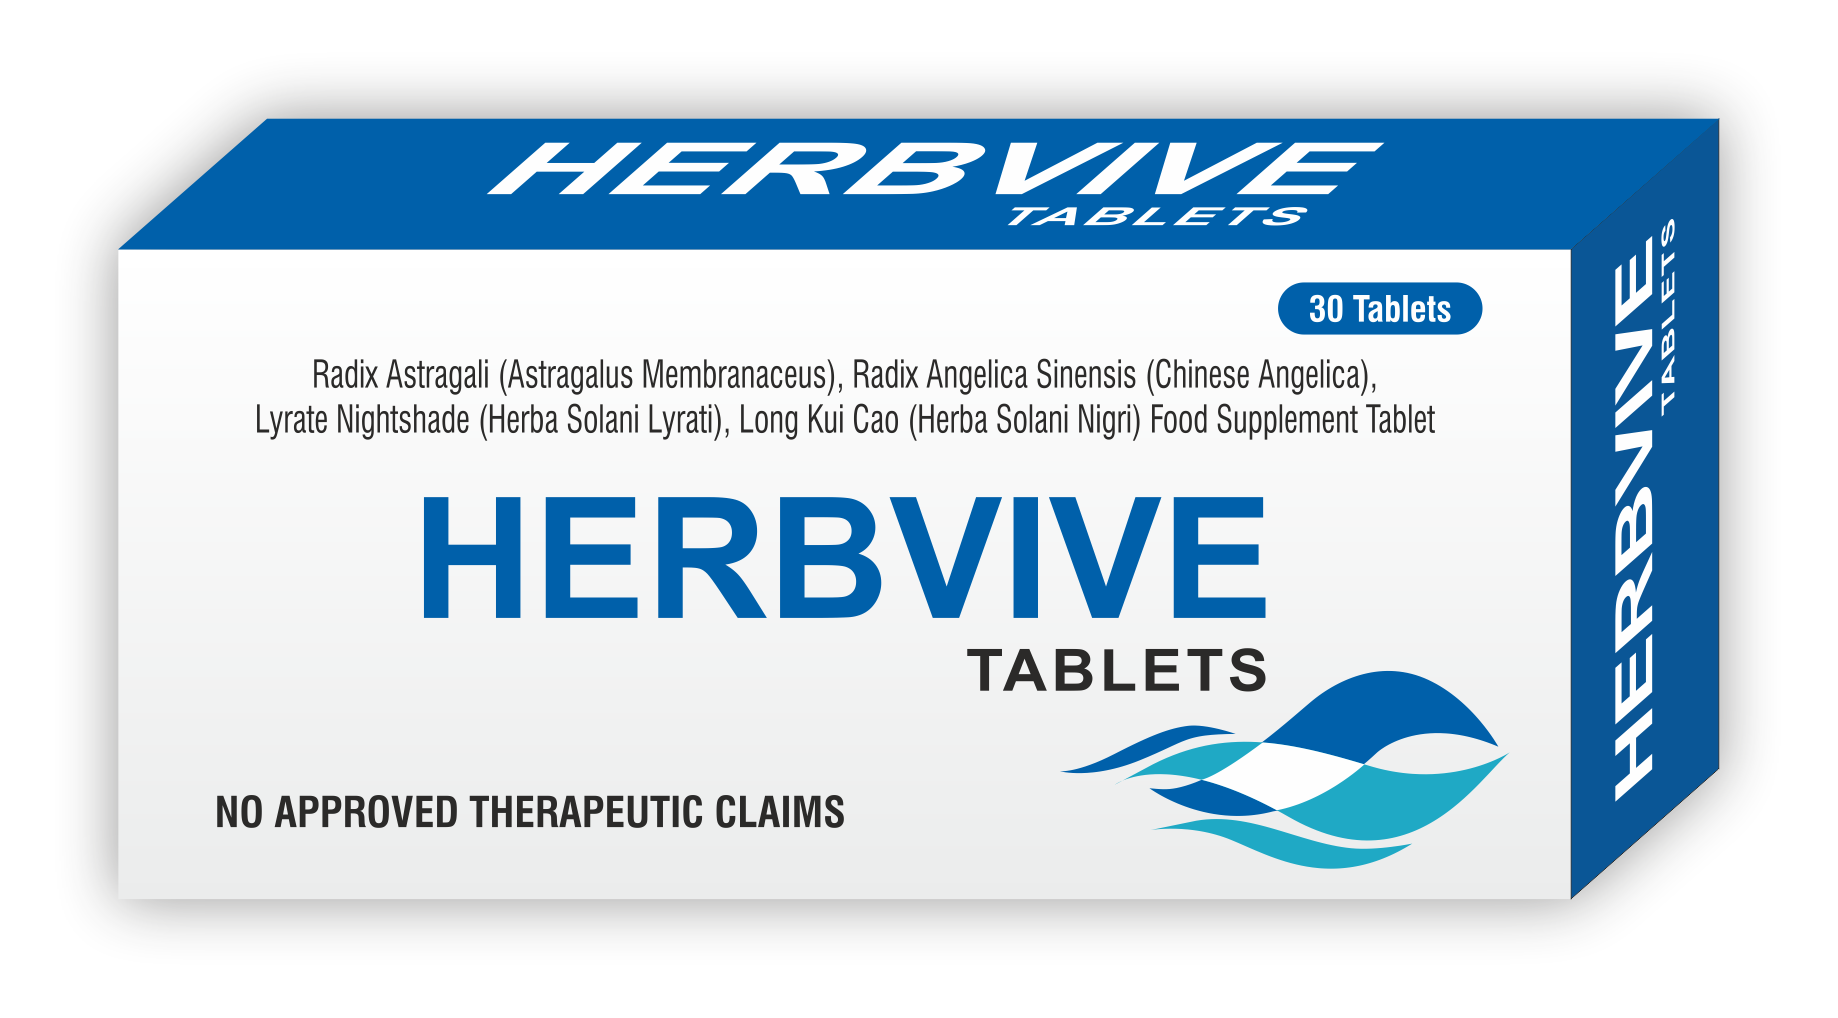 HERBVIVE
TABLETS
30 Tablets
Radix Astragali (Astragalus Membranaceus), Radix Angelica Sinensis (Chinese Angelica),
Lyrate Nightshade (Herba Solani Lyrati), Long Kui Cao (Herba Solani Nigri) Food Supplement Tablet
HERBVIVE
TABLETS
NO APPROVED THERAPEUTIC CLAIMS
HERBVINE
TABLETS